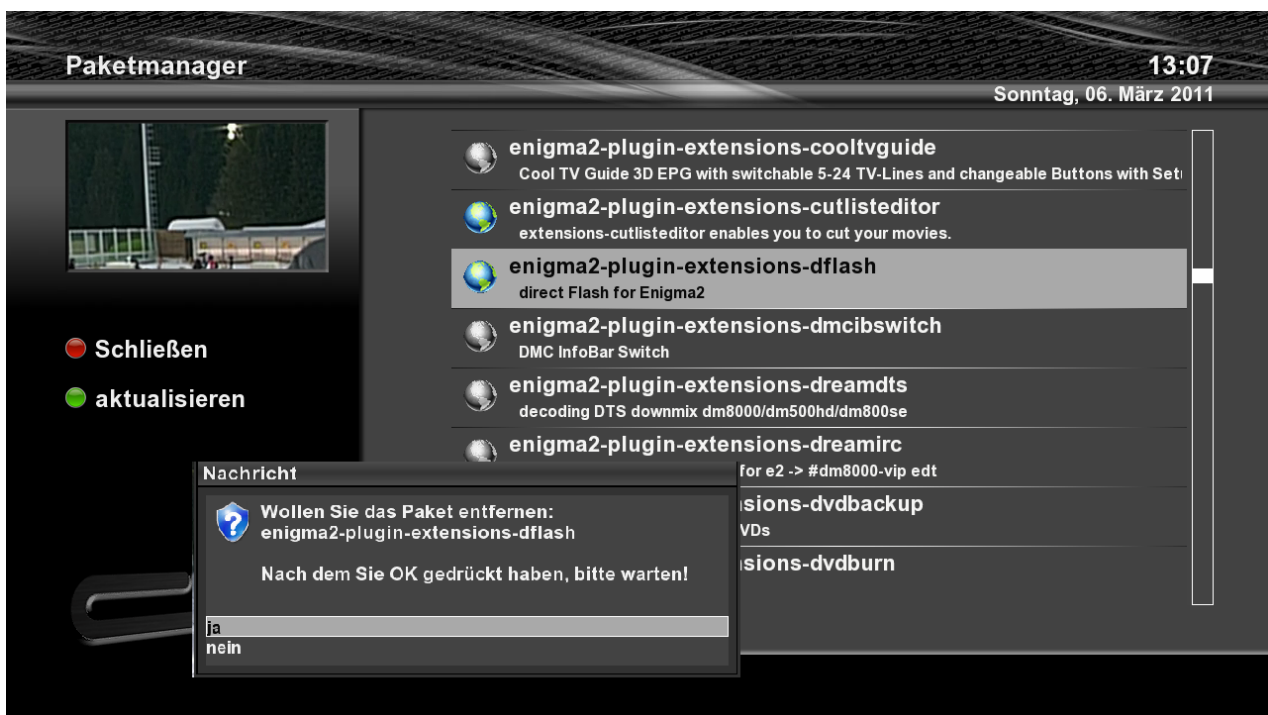 Paketmanager
13:07
Sonntag, 06. März 2011
enigma2-plugin-extensions-cooltvguide
Cool TV Guide 3D EPG with switchable 5-24 TV-Lines and changeable Buttons with
enigma2-plugin-extensions-cutlisteditor
extensions-cutlisteditor enables you to cut your movies.
enigma2-plugin-extensions-dflash
direct Flash for Enigma2
enigma2-plugin-extensions-dmcibswitch
DMC InfoBar Switch
enigma2-plugin-extensions-dreamdts
decoding DTS downmix dm8000/dm500hd/dm800se
enigma2-plugin-extensions-dreamirc
for e2 -> #dm8000-vip edt
nsions-dvdbackup
VDs
nsions-dvdburn
Schließen
aktualisieren
Nachricht
Wollen Sie das Paket entfernen:
enigma2-plugin-extensions-dflash
Nach dem Sie OK gedrückt haben, bitte warten!
ja
nein